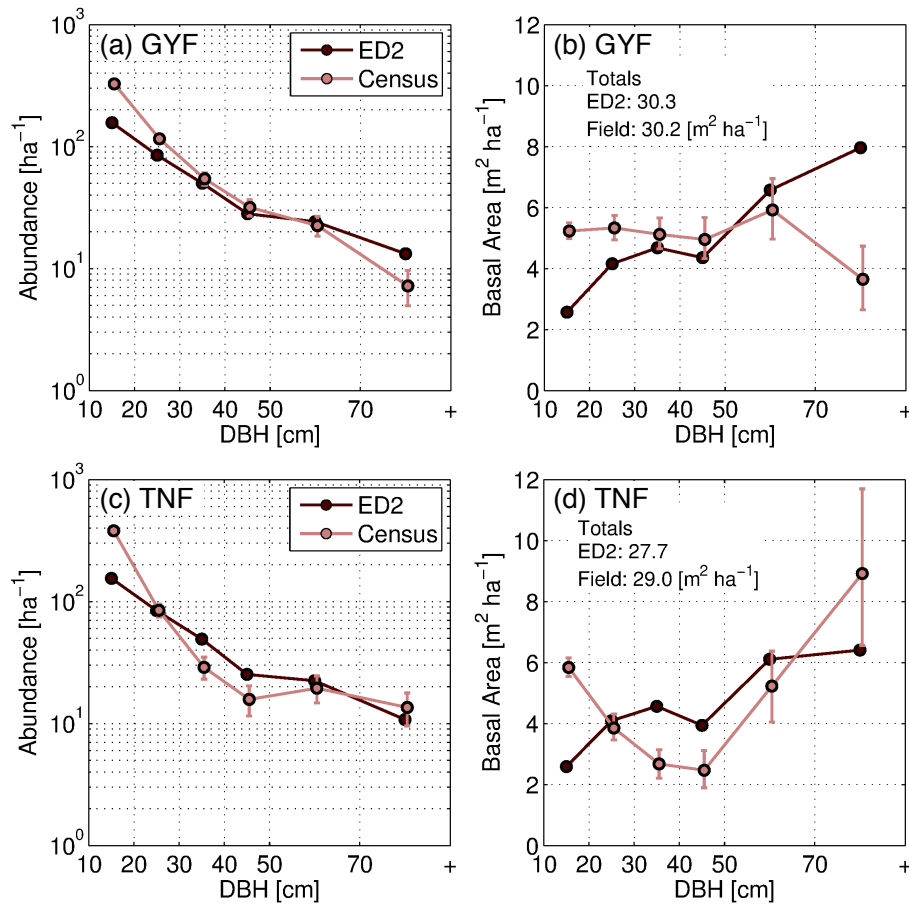 (a) GYF
ED2
Census
Abundance [ha⁻¹]
10³
10²
10¹
10⁰
10 20 30 40 50 70 +
DBH [cm]
(b) GYF
Totals
ED2: 30.3
Field: 30.2 [m² ha⁻¹]
Basal Area [m² ha⁻¹]
12
10
8
6
4
2
0
10 20 30 40 50 70 +
DBH [cm]
(c) TNF
ED2
Census
Abundance [ha⁻¹]
10³
10²
10¹
10⁰
10 20 30 40 50 70 +
DBH [cm]
(d) TNF
Totals
ED2: 27.7
Field: 29.0 [m² ha⁻¹]
Basal Area [m² ha⁻¹]
12
10
8
6
4
2
0
10 20 30 40 50 70 +
DBH [cm]